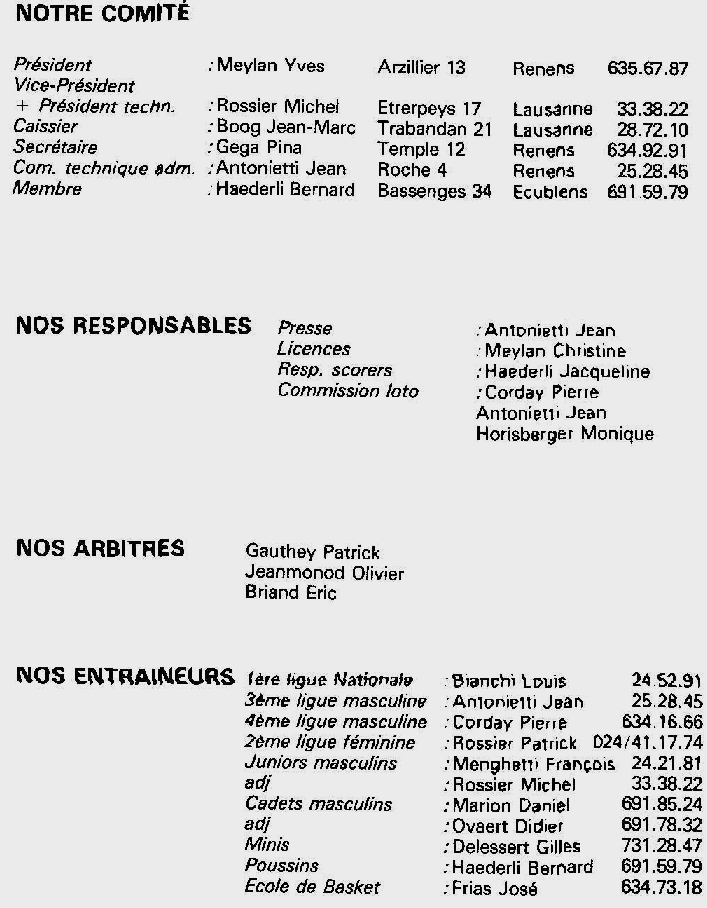 NOTRE COMITÉ
Président : Meylan Yves Arzillier 13 Renens 635.67.87
Vice-Président
+ Président techn. : Rossier Michel Etrerpeys 17 Lausanne 33.38.22
Caissier : Boog Jean-Marc Trabandan 21 Lausanne 28.72.10
Secrétaire : Gega Pina Temple 12 Renens 634.92.91
Com. technique adm. : Antonietti Jean Roche 4 Renens 25.28.45
Membre : Haederli Bernard Bassenges 34 Ecublens 691.59.79
NOS RESPONSABLES Presse : Antonietti Jean
Licences : Meylan Christine
Resp. scorers : Haederli Jacqueline
Commission loto : Corday Pierre
Antonietti Jean
Horisberger Monique
NOS ARBITRES Gauthey Patrick
Jeanmonod Olivier
Briand Eric
NOS ENTRAINEURS 1ère ligue Nationale : Bianchi Louis 24.52.91
3ème ligue masculine : Antonietti Jean 25.28.45
4ème ligue masculine : Corday Pierre 634.16.66
2ème ligue féminine : Rossier Patrick 024/41.17.74
Juniors masculins : Menghetti François 24.21.81
adj : Rossier Michel 33.38.22
Cadets masculins : Marion Daniel 691.85.24
adj : Ovaert Didier 691.78.32
Minis : Delessert Gilles 731.28.47
Poussins : Haederli Bernard 691.59.79
Ecole de Basket : Frias José 634.73.18